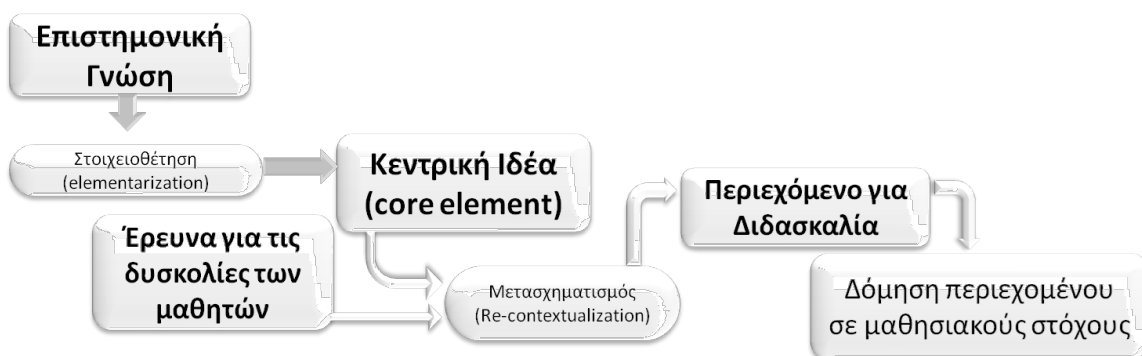 Επιστημονική
Γνώση
Στοιχειοθέτηση
(elementarization)
Κεντρική Ιδέα
(core element)
Έρευνα για τις
δυσκολίες των
μαθητών
Μετασχηματισμός
(Re-contextualization)
Περιεχόμενο για
Διδασκαλία
Δόμηση περιεχομένου
σε μαθησιακούς στόχους